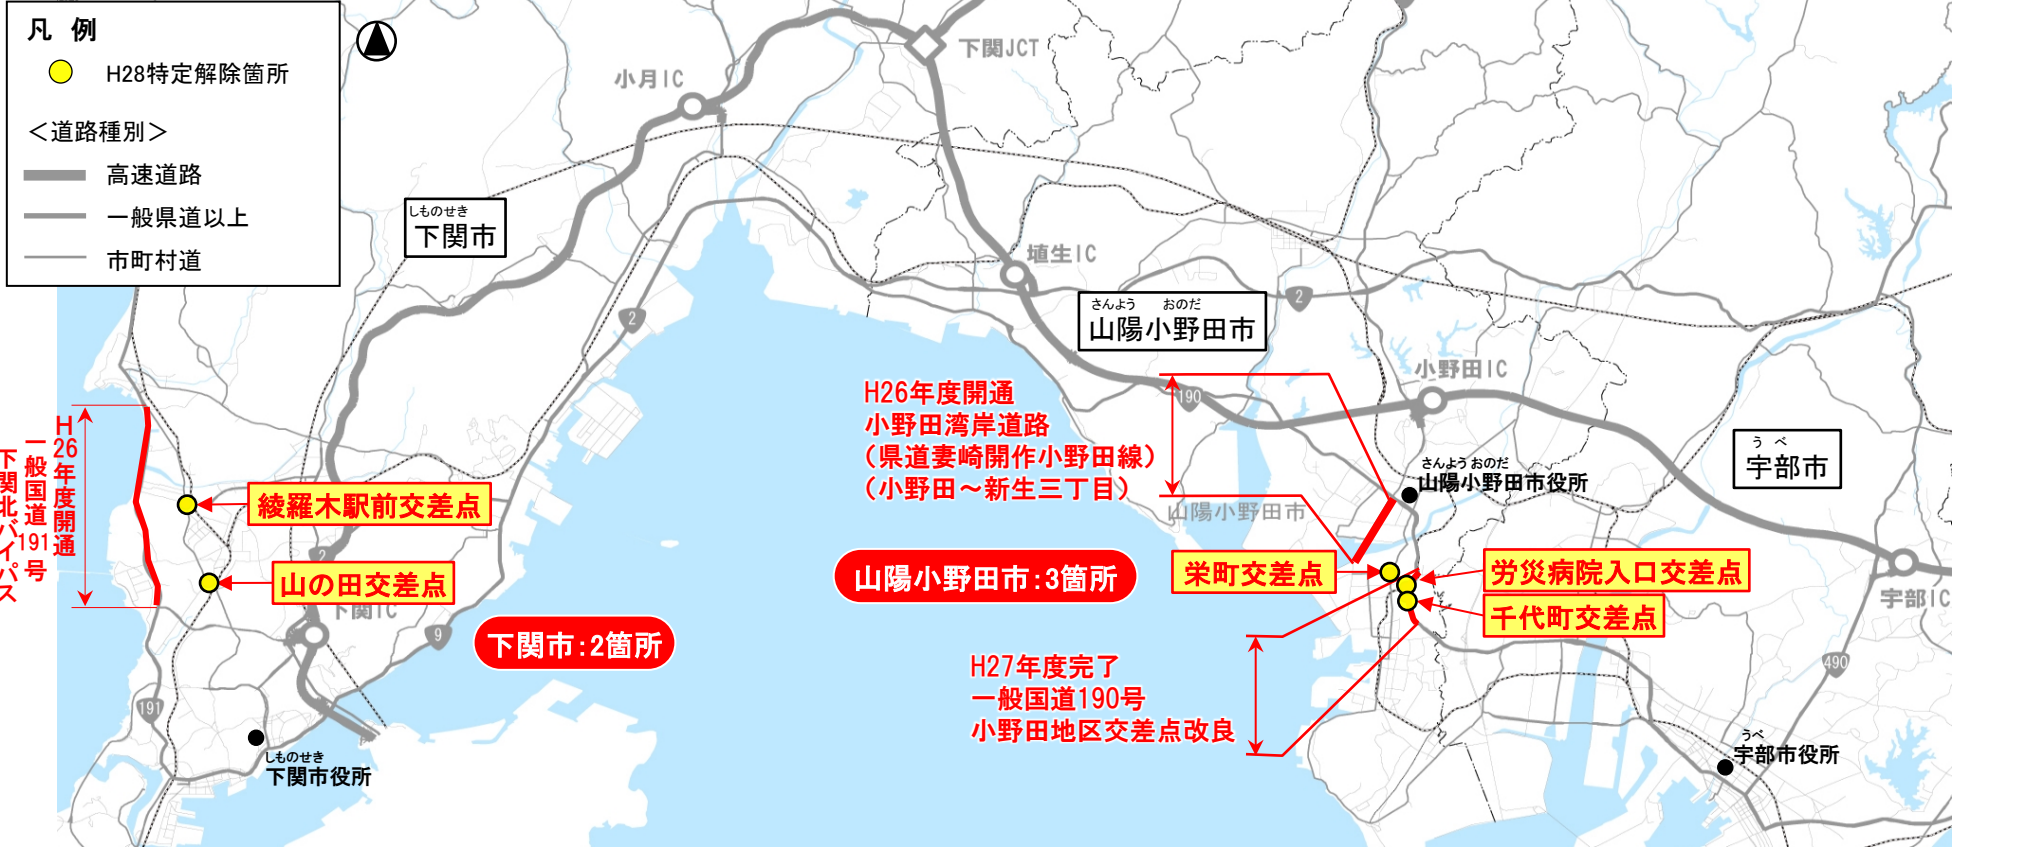 凡 例
H28特定解除箇所
＜道路種別＞
高速道路
一般県道以上
市町村道
下関JCT
小月IC
しものせき
下関市
埴生IC
2
2
さんよう おのだ
山陽小野田市
小野田IC
190
H26年度開通
小野田湾岸道路
（県道妻崎開作小野田線）
（小野田～新生三丁目）
うべ
宇部市
さんようおのだ
山陽小野田市役所
山陽小野田市
H26年度開通
一般国道191号
下関北バイパス
綾羅木駅前交差点
2
山の田交差点
下関IC
9
下関市：2箇所
山陽小野田市：3箇所
栄町交差点
労災病院入口交差点
千代町交差点
宇部IC
490
H27年度完了
一般国道190号
小野田地区交差点改良
191
しものせき
下関市役所
うべ
宇部市役所